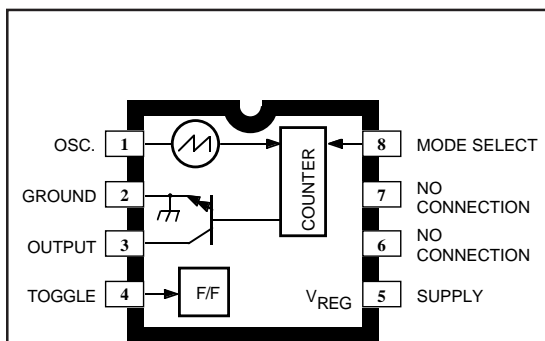 OSC. 1 8 MODE SELECT
COUNTER
GROUND 2 7 NO
CONNECTION
OUTPUT 3 6 NO
CONNECTION
TOGGLE 4 F/F VREG 5 SUPPLY